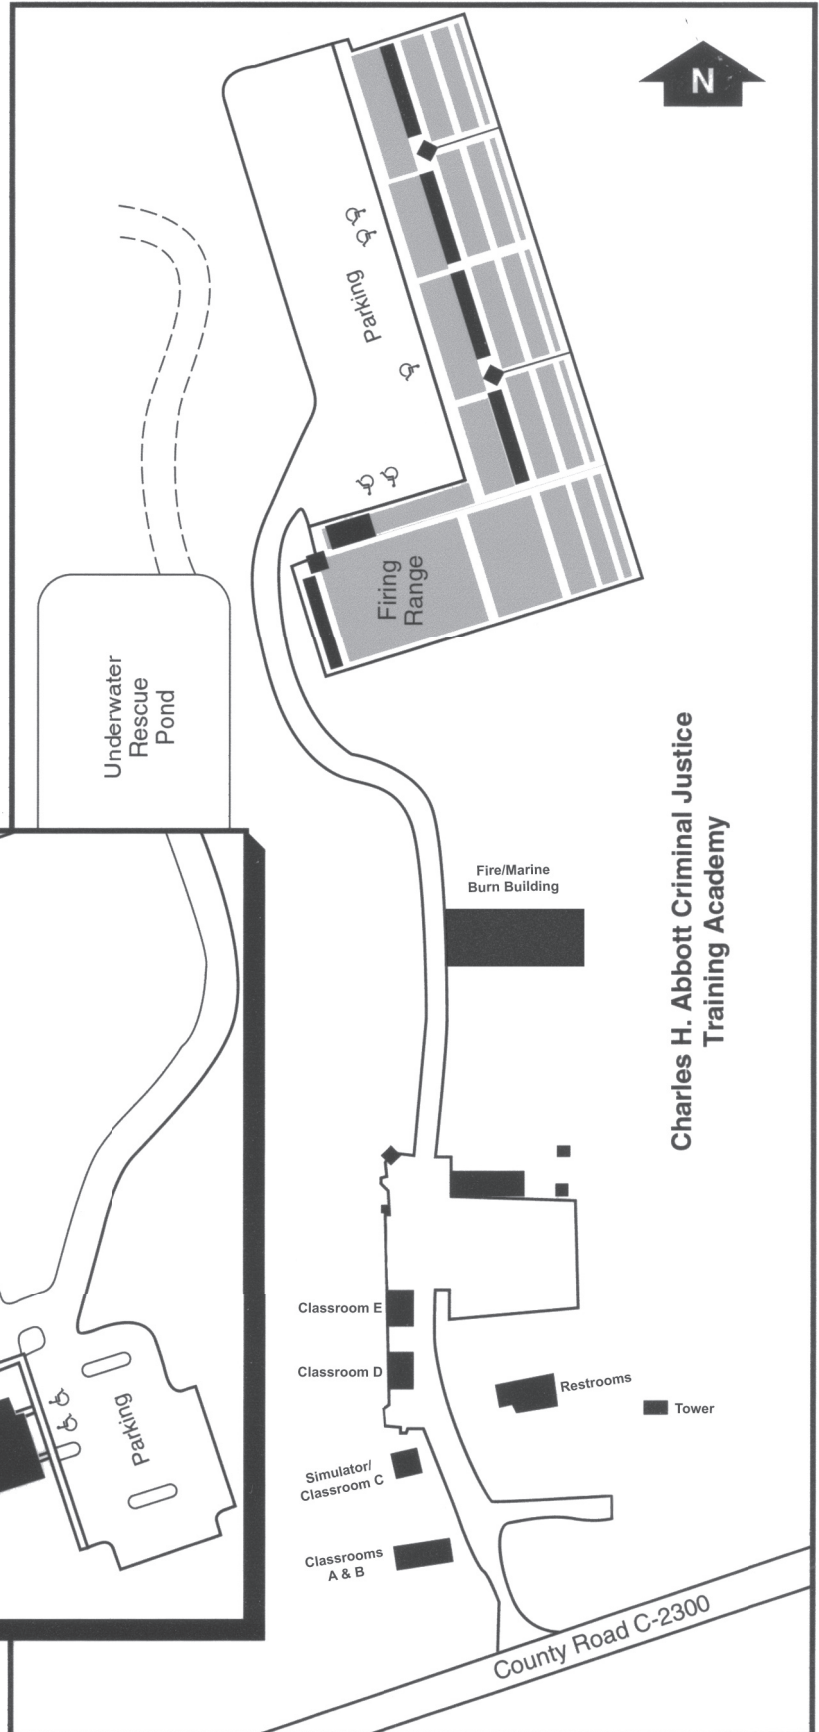 N
Parking
Firing
Range
Underwater
Rescue
Pond
Fire/Marine
Burn Building
Charles H. Abbott Criminal Justice
Training Academy
Classroom E
Classroom D
Restrooms
Tower
Parking
Simulator/
Classroom C
Classrooms
A & B
County Road C-2300